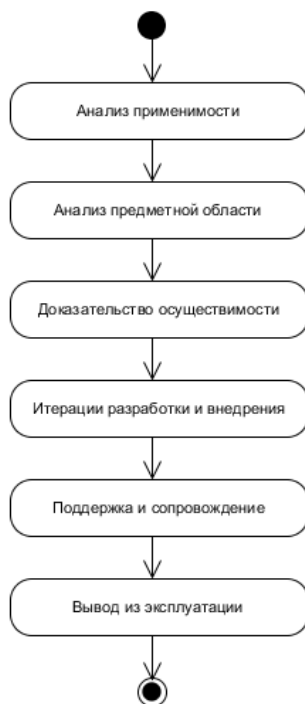 Анализ применимости
Анализ предметной области
Доказательство осуществимости
Итерации разработки и внедрения
Поддержка и сопровождение
Вывод из эксплуатации